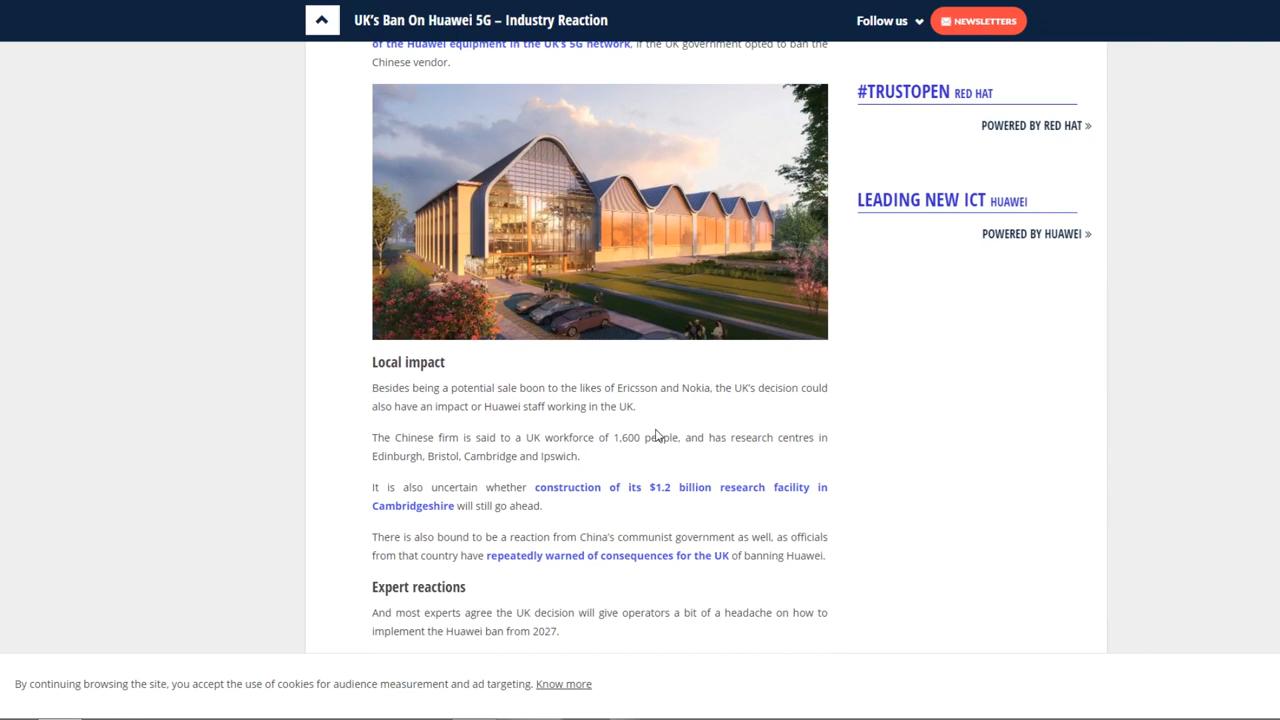 UK's Ban On Huawei 5G – Industry Reaction
Follow us
NEWSLETTERS
of the Huawei equipment in the UK's 5G network, if the UK government opted to ban the
Chinese vendor.
#TRUSTOPEN RED HAT
POWERED BY RED HAT »
LEADING NEW ICT HUAWEI
POWERED BY HUAWEI »
Local impact
Besides being a potential sale boon to the likes of Ericsson and Nokia, the UK's decision could
also have an impact or Huawei staff working in the UK.
The Chinese firm is said to a UK workforce of 1,600 people, and has research centres in
Edinburgh, Bristol, Cambridge and Ipswich.
It is also uncertain whether construction of its $1.2 billion research facility in
Cambridgeshire will still go ahead.
There is also bound to be a reaction from China's communist government as well, as officials
from that country have repeatedly warned of consequences for the UK of banning Huawei.
Expert reactions
And most experts agree the UK decision will give operators a bit of a headache on how to
implement the Huawei ban from 2027.
By continuing browsing the site, you accept the use of cookies for audience measurement and ad targeting. Know more